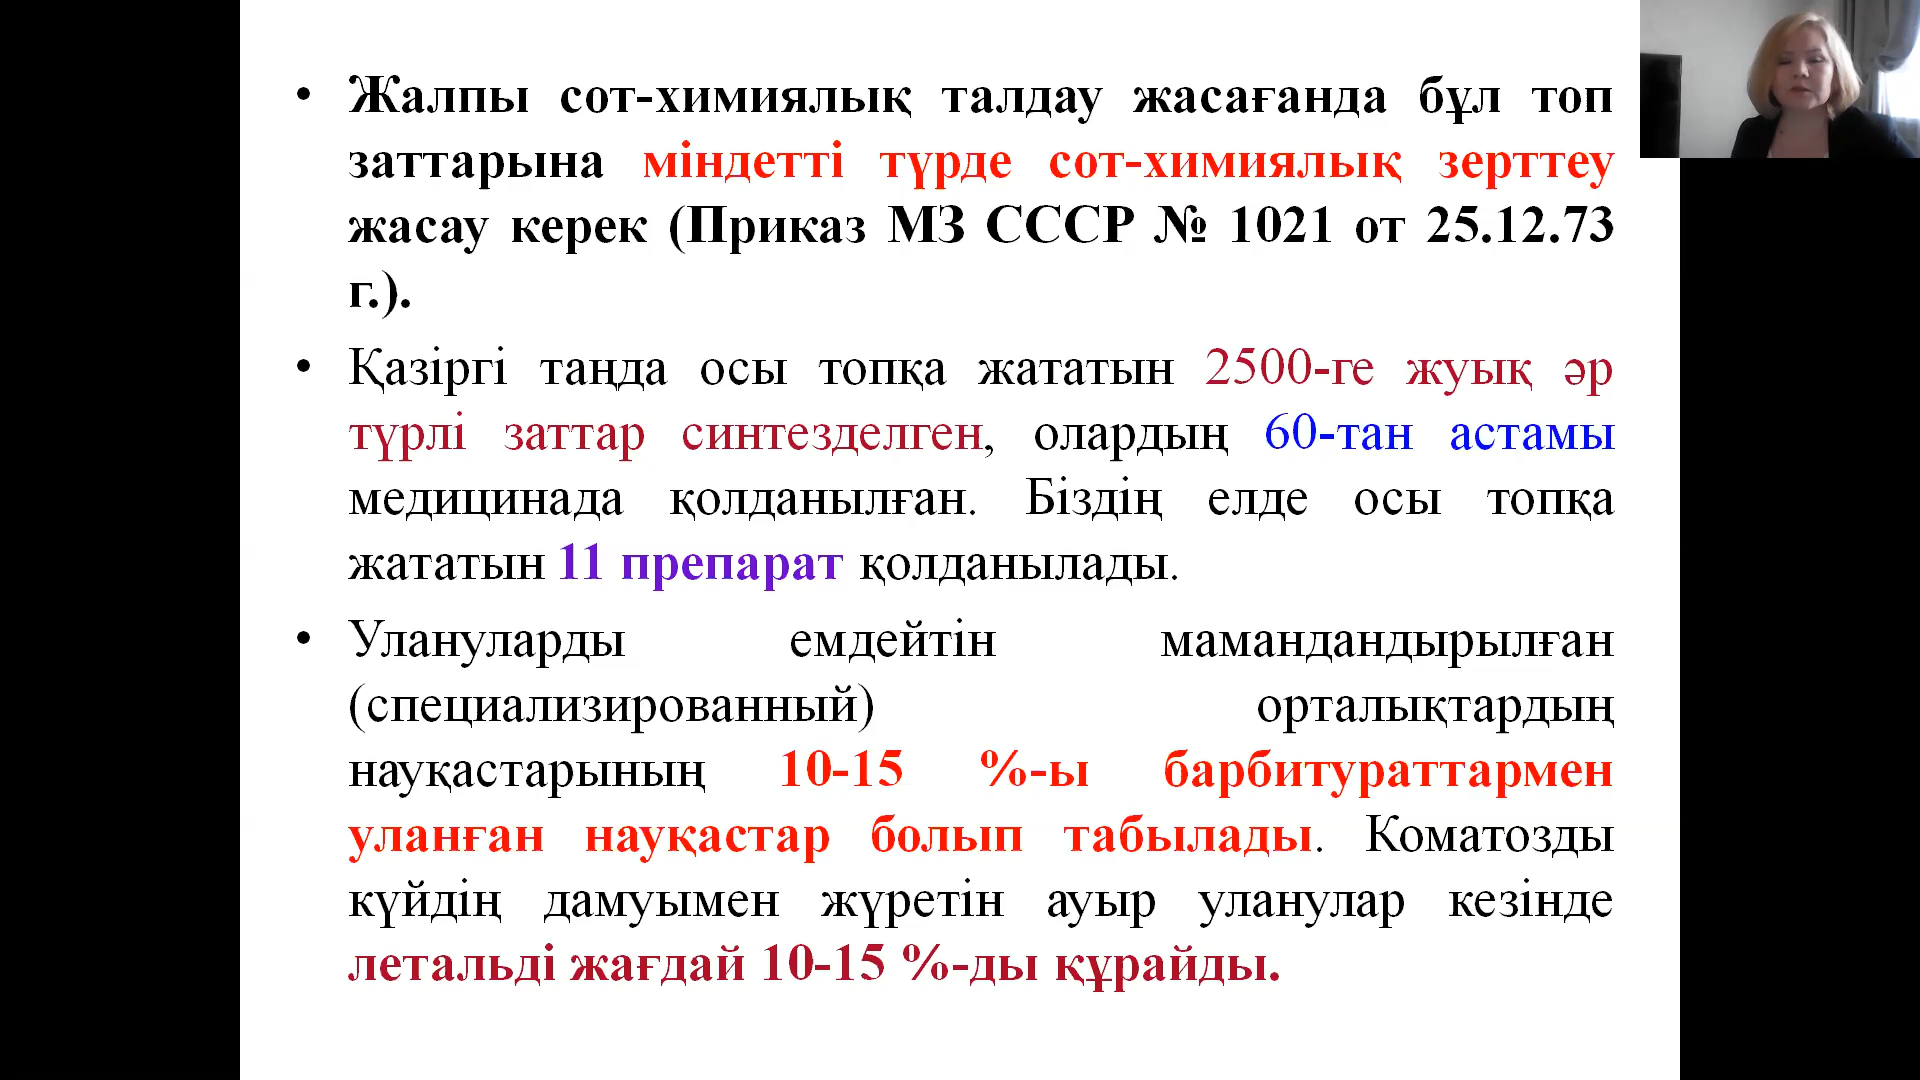 • Жалпы сот-химиялық талдау жасағанда бұл топ
заттарына міндетті түрде сот-химиялық зерттеу
жасау керек (Приказ МЗ СССР № 1021 от 25.12.73
г.).
• Қазіргі таңда осы топқа жататын 2500-ге жуық әр
түрлі заттар синтезделген, олардың 60-тан астамы
медицинада қолданылған. Біздің елде осы топқа
жататын 11 препарат қолданылады.
• Улануларды емдейтін мамандандырылған
(специализированный) орталықтардың
науқастарының 10-15 %-ы барбитураттармен
уланған науқастар болып табылады. Коматозды
күйдің дамуымен жүретін ауыр уланулар кезінде
летальді жағдай 10-15 %-ды құрайды.